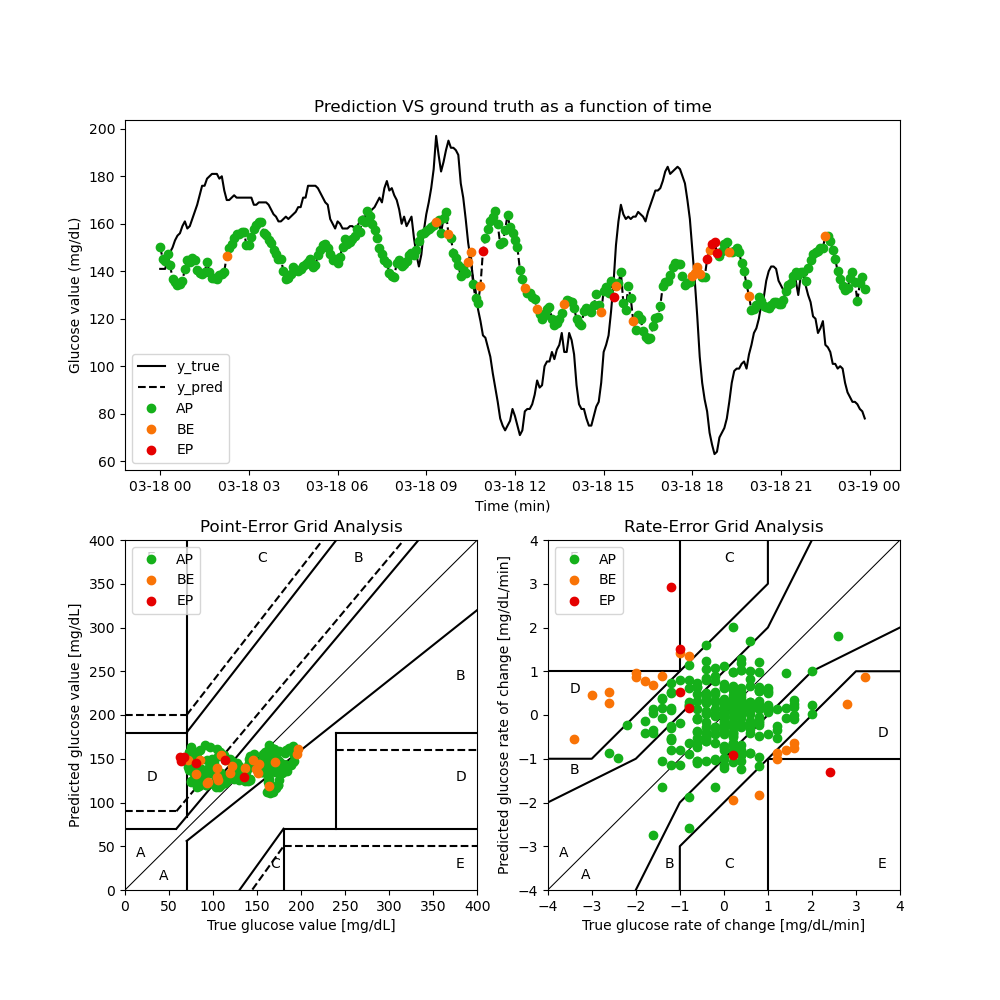 Prediction VS ground truth as a function of time
Glucose value (mg/dL)
200
180
160
140
120
100
80
60
y_true
y_pred
AP
BE
EP
03-18 00 03-18 03 03-18 06 03-18 09 03-18 12 03-18 15 03-18 18 03-18 21 03-19 00
Time (min)
Point-Error Grid Analysis
Predicted glucose value [mg/dL]
400
350
300
250
200
150
100
50
0
AP
BE
EP
C
B
B
D
D
A
A
C
E
0 50 100 150 200 250 300 350 400
True glucose value [mg/dL]
Rate-Error Grid Analysis
Predicted glucose rate of change [mg/dL/min]
4
3
2
1
0
−1
−2
−3
−4
AP
BE
EP
C
D
D
B
A
A
B
C
E
−4 −3 −2 −1 0 1 2 3 4
True glucose rate of change [mg/dL/min]